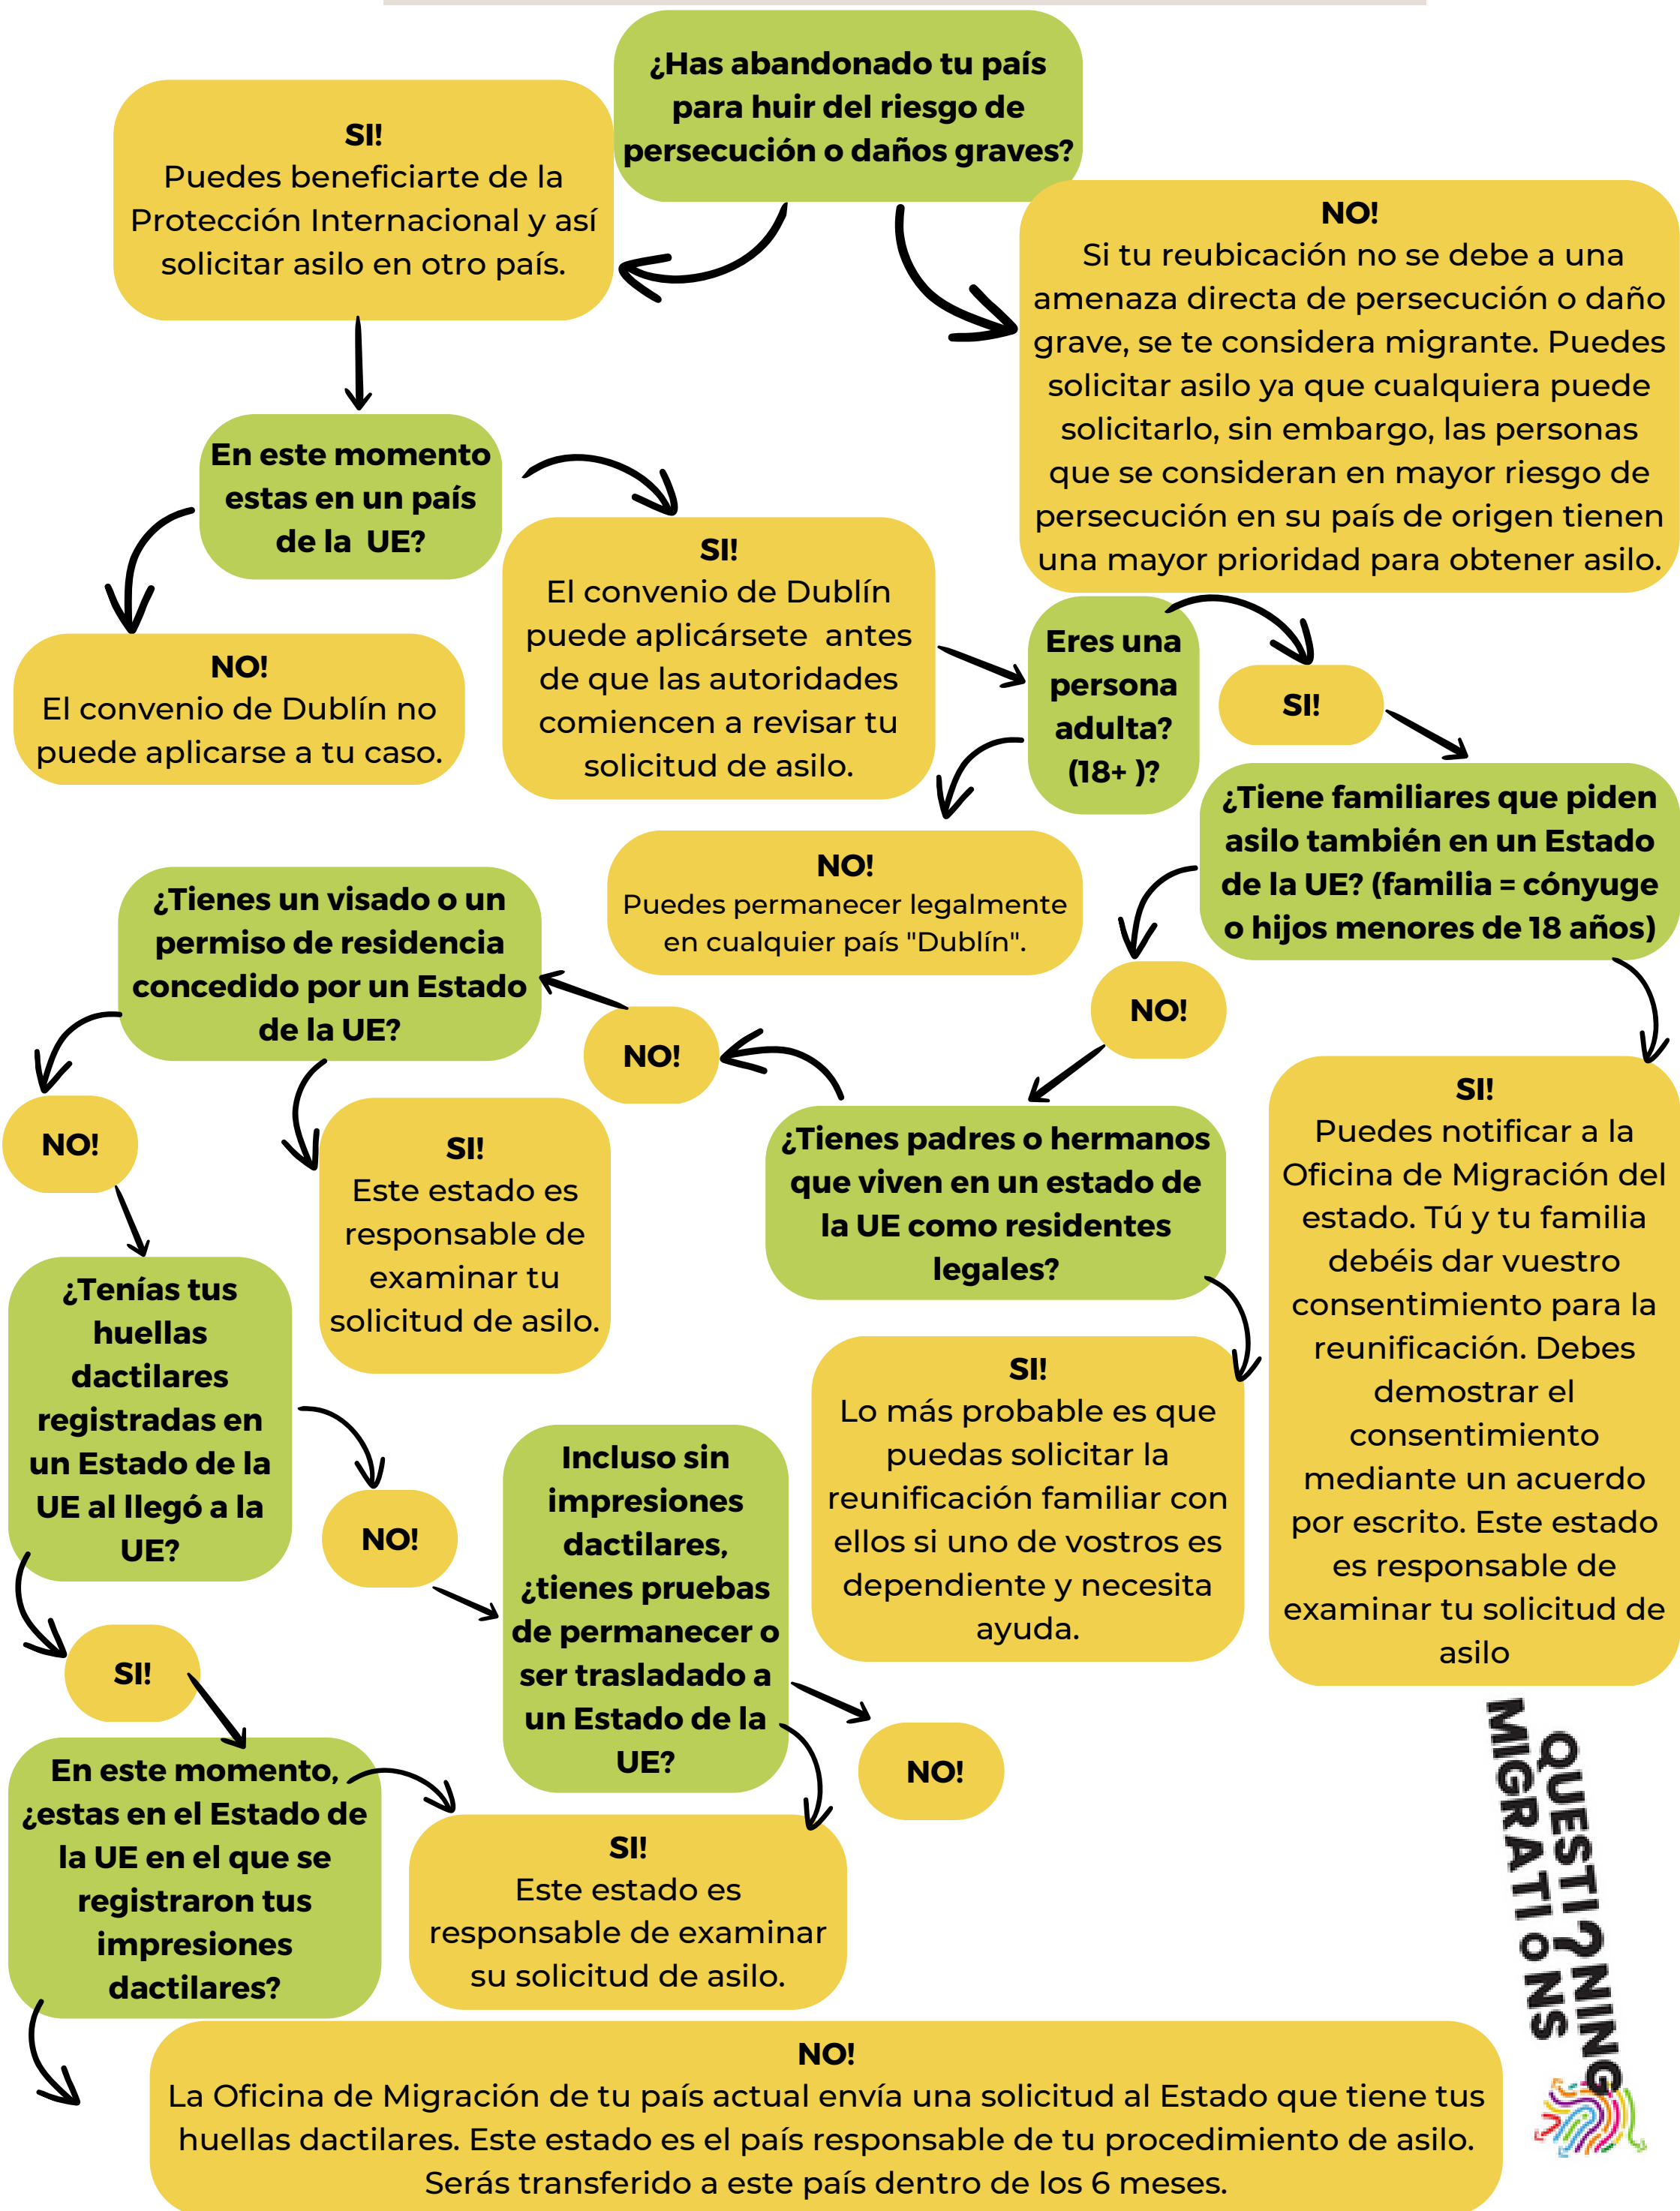 ¿Has abandonado tu país
para huir del riesgo de
persecución o daños graves?
SI!
Puedes beneficiarte de la
Protección Internacional y así
solicitar asilo en otro país.
NO!
Si tu reubicación no se debe a una
amenaza directa de persecución o daño
grave, se te considera migrante. Puedes
solicitar asilo ya que cualquiera puede
solicitarlo, sin embargo, las personas
que se consideran en mayor riesgo de
persecución en su país de origen tienen
una mayor prioridad para obtener asilo.
En este momento
estas en un país
de la UE?
NO!
El convenio de Dublín no
puede aplicarse a tu caso.
SI!
El convenio de Dublín
puede aplicársete antes
de que las autoridades
comiencen a revisar tu
solicitud de asilo.
Eres una
persona
adulta?
(18+ )?
SI!
NO!
Puedes permanecer legalmente
en cualquier país "Dublín".
¿Tiene familiares que piden
asilo también en un Estado
de la UE? (familia = cónyuge
o hijos menores de 18 años)
NO!
SI!
Puedes notificar a la
Oficina de Migración del
estado. Tú y tu familia
debéis dar vuestro
consentimiento para la
reunificación. Debes
demostrar el
consentimiento
mediante un acuerdo
por escrito. Este estado
es responsable de
examinar tu solicitud de
asilo
¿Tienes padres o hermanos
que viven en un estado de
la UE como residentes
legales?
SI!
Lo más probable es que
puedas solicitar la
reunificación familiar con
ellos si uno de vostros es
dependiente y necesita
ayuda.
NO!
¿Tienes un visado o un
permiso de residencia
concedido por un Estado
de la UE?
SI!
Este estado es
responsable de
examinar tu
solicitud de asilo.
NO!
¿Tenías tus
huellas
dactilares
registradas en
un Estado de la
UE al llegó a la
UE?
NO!
Incluso sin
impresiones
dactilares,
¿tienes pruebas
de permanecer o
ser trasladado a
un Estado de la
UE?
NO!
SI!
En este momento,
¿estas en el Estado de
la UE en el que se
registraron tus
impresiones
dactilares?
SI!
Este estado es
responsable de examinar
su solicitud de asilo.
NO!
La Oficina de Migración de tu país actual envía una solicitud al Estado que tiene tus
huellas dactilares. Este estado es el país responsable de tu procedimiento de asilo.
Serás transferido a este país dentro de los 6 meses.
QUESTI?NING
MIGRATIONS